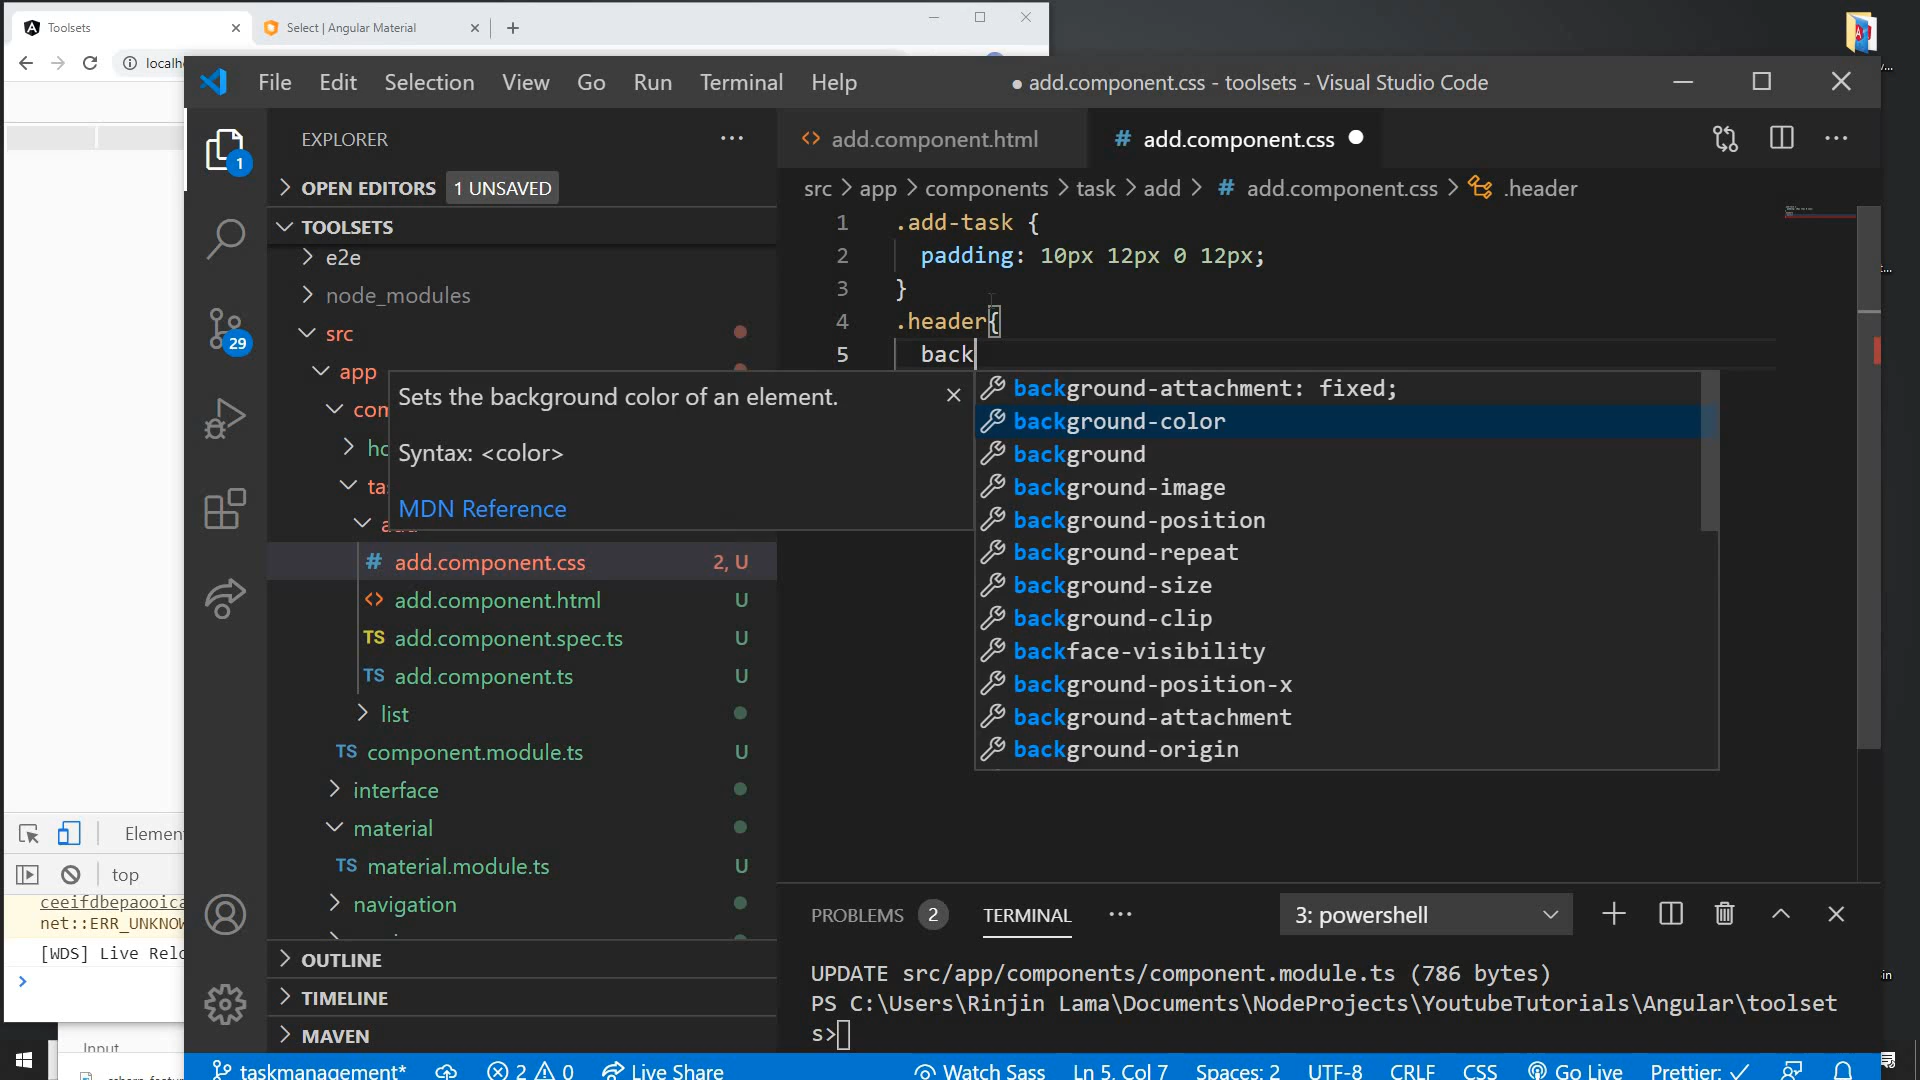 Toolsets
Select | Angular Material
localh
File Edit Selection View Go Run Terminal Help
● add.component.css - toolsets - Visual Studio Code
EXPLORER
OPEN EDITORS 1 UNSAVED
TOOLSETS
e2e
node_modules
src
app
con
hc
ta
add.component.css 2, U
add.component.html U
add.component.spec.ts U
add.component.ts U
list
component.module.ts U
interface
material
material.module.ts U
navigation
OUTLINE
TIMELINE
MAVEN
1
29
add.component.html
add.component.css
src > app > components > task > add > # add.component.css > .header
1 .add-task {
2 padding: 10px 12px 0 12px;
3 }
4 .header{
5 back
Sets the background color of an element.
Syntax: <color>
MDN Reference
background-attachment: fixed;
background-color
background
background-image
background-position
background-repeat
background-size
background-clip
backface-visibility
background-position-x
background-attachment
background-origin
PROBLEMS 2 TERMINAL
3: powershell
UPDATE src/app/components/component.module.ts (786 bytes)
PS C:\Users\Rinjin Lama\Documents\NodeProjects\YoutubeTutorials\Angular\toolset
s>
Elemen
top
ceeifdbepaooica
net::ERR_UNKNOW
[WDS] Live Relo
Input
taskmanagement* 2 0 Live Share
Watch Sass Ln 5, Col 7 Spaces: 2 UTF-8 CRLF CSS Go Live Prettier: ✓